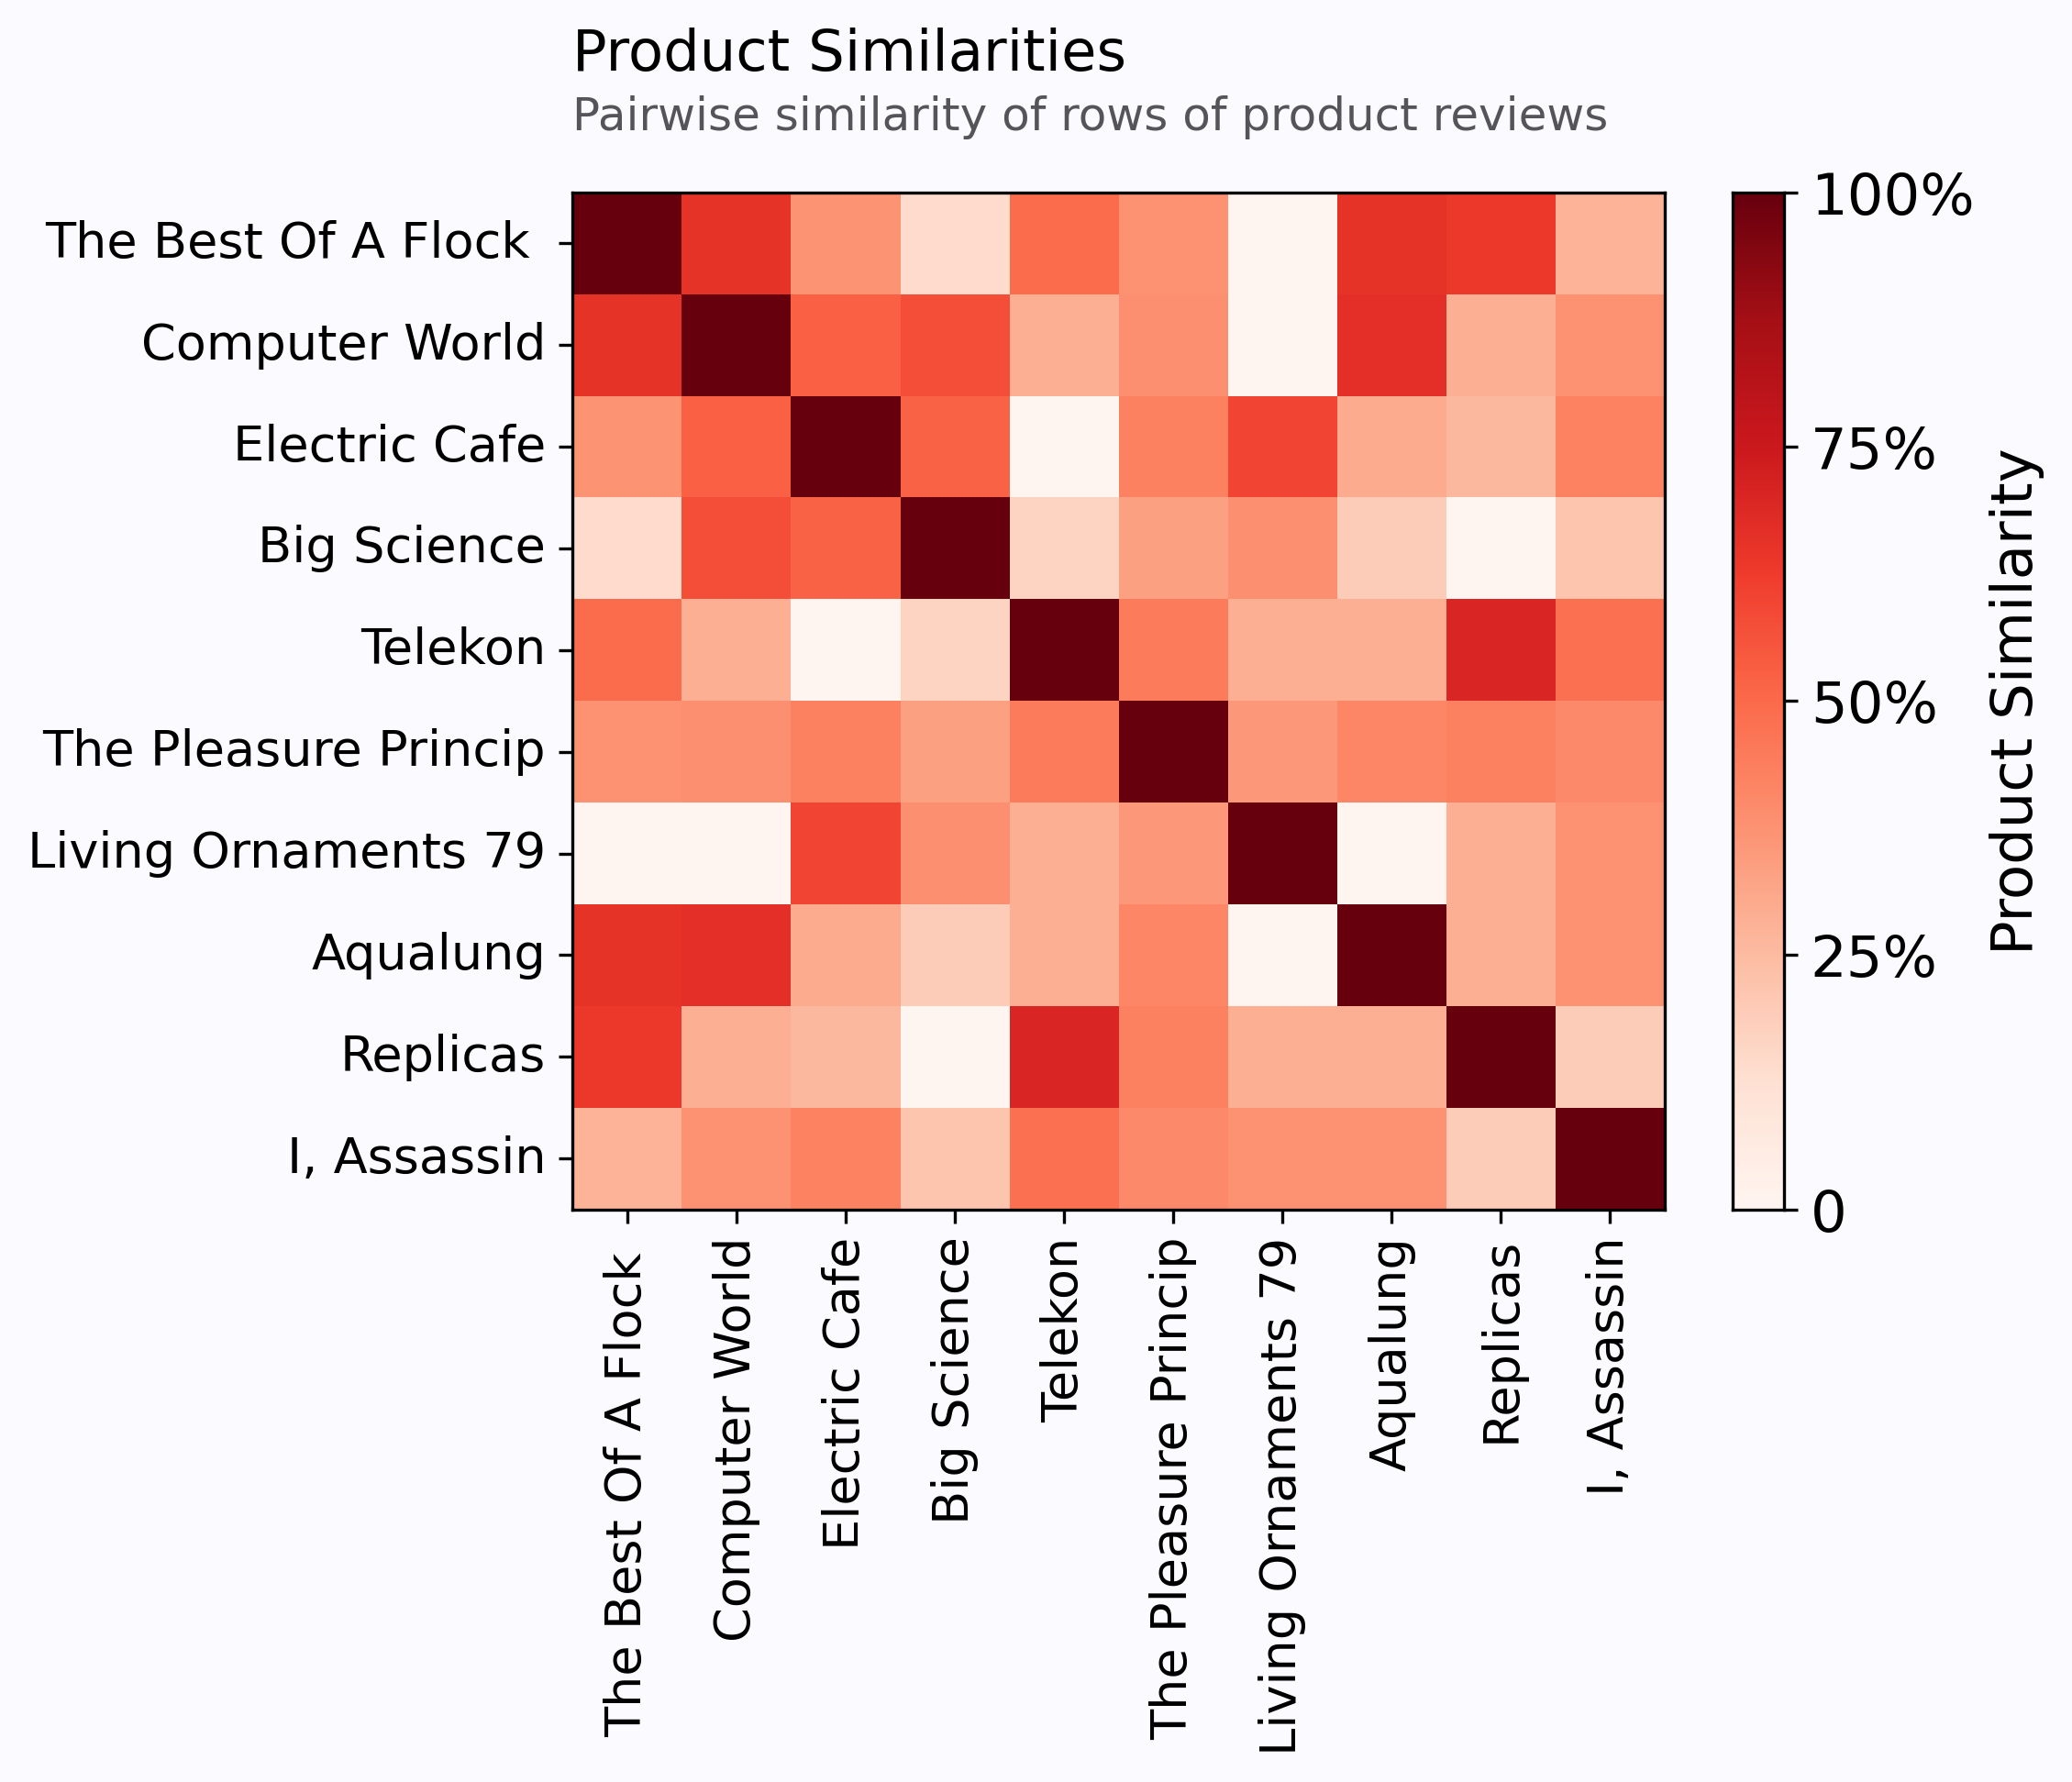 Product Similarities
Pairwise similarity of rows of product reviews
The Best Of A Flock
Computer World
Electric Cafe
Big Science
Telekon
The Pleasure Princip
Living Ornaments 79
Aqualung
Replicas
I, Assassin
The Best Of A Flock
Computer World
Electric Cafe
Big Science
Telekon
The Pleasure Princip
Living Ornaments 79
Aqualung
Replicas
I, Assassin
100%
75%
50%
25%
0
Product Similarity